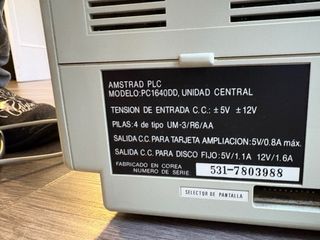 AMSTRAD PLC
MODELO: PC1640DD, UNIDAD CENTRAL
TENSION DE ENTRADA C.C.: ±5V ±12V
PILAS: 4 de tipo UM-3/R6/AA
SALIDA C.C. PARA TARJETA AMPLIACION: 5V/0.8A máx.
SALIDA C.C. PARA DISCO FIJO: 5V/1.1A 12V/1.6A
FABRICADO EN COREA
NUMERO DE SERIE 531-7803988
SELECTOR DE PANTALLA